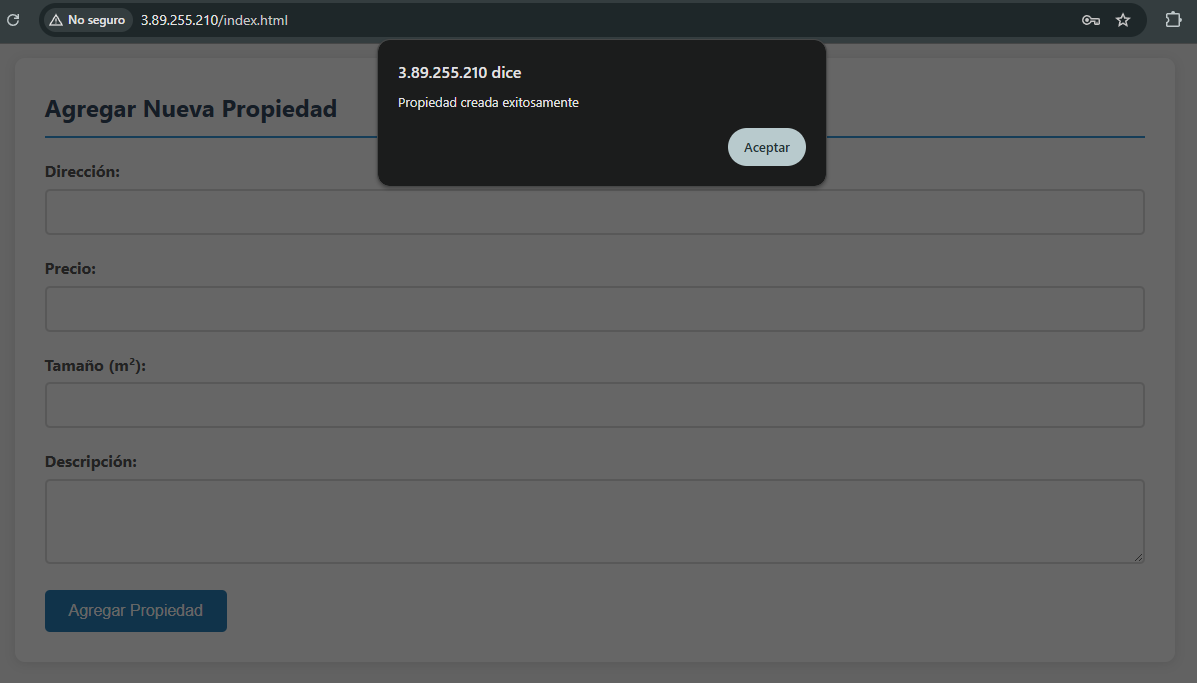 No seguro
3.89.255.210/index.html
3.89.255.210 dice
Propiedad creada exitosamente
Aceptar
Agregar Nueva Propiedad
Dirección:
Precio:
Tamaño (m²):
Descripción:
Agregar Propiedad